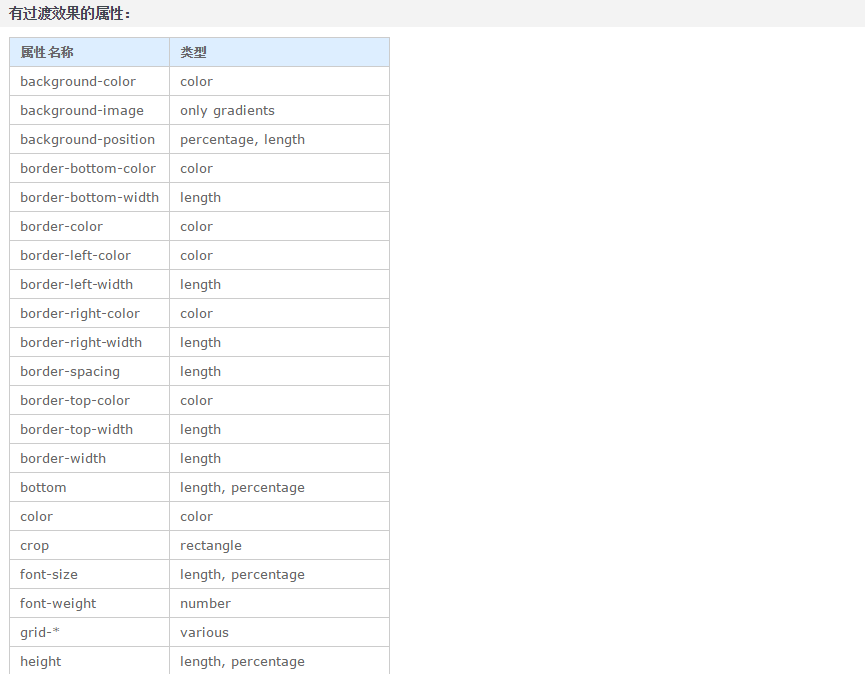 有过渡效果的属性：
属性名称 类型
background-color color
background-image only gradients
background-position percentage, length
border-bottom-color color
border-bottom-width length
border-color color
border-left-color color
border-left-width length
border-right-color color
border-right-width length
border-spacing length
border-top-color color
border-top-width length
border-width length
bottom length, percentage
color color
crop rectangle
font-size length, percentage
font-weight number
grid-* various
height length, percentage